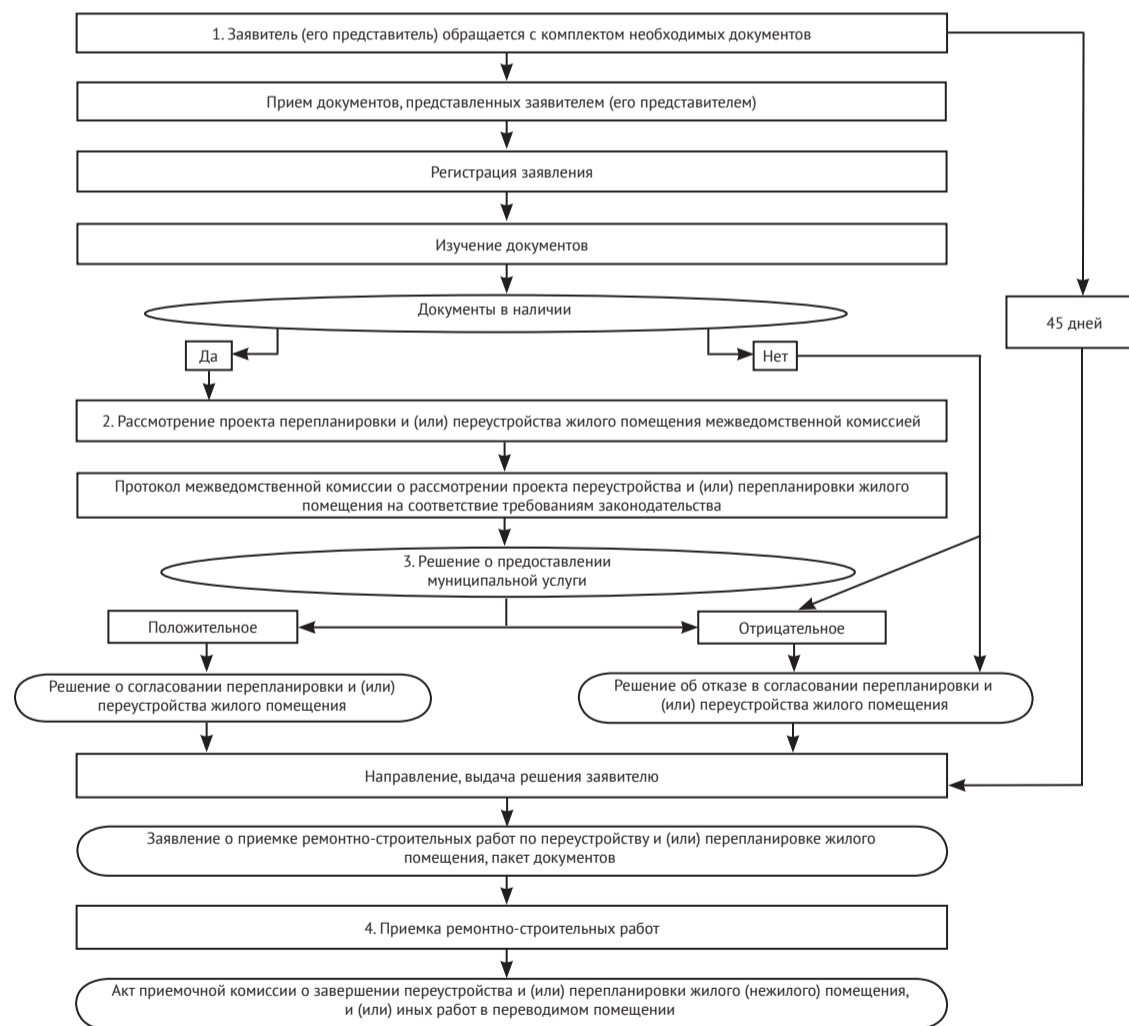 1. Заявитель (его представитель) обращается с комплектом необходимых документов
Прием документов, представленных заявителем (его представителем)
Регистрация заявления
Изучение документов
Документы в наличии
45 дней
Да
Нет
2. Рассмотрение проекта перепланировки и (или) переустройства жилого помещения межведомственной комиссией
Протокол межведомственной комиссии о рассмотрении проекта переустройства и (или) перепланировки жилого
помещения на соответствие требованиям законодательства
3. Решение о предоставлении
муниципальной услуги
Положительное
Отрицательное
Решение о согласовании перепланировки и (или)
переустройства жилого помещения
Решение об отказе в согласовании перепланировки и
(или) переустройства жилого помещения
Направление, выдача решения заявителю
Заявление о приемке ремонтно-строительных работ по переустройству и (или) перепланировке жилого
помещения, пакет документов
4. Приемка ремонтно-строительных работ
Акт приемочной комиссии о завершении переустройства и (или) перепланировки жилого (нежилого) помещения,
и (или) иных работ в переводимом помещении